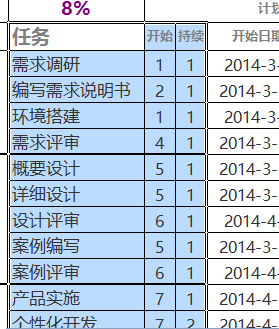 8% 计划
任务 开始 持续 开始日期
需求调研 1 1 2014-3-
编写需求说明书 2 1 2014-3-
环境搭建 1 1 2014-3-
需求评审 4 1 2014-3-
概要设计 5 1 2014-3-
详细设计 5 1 2014-3-
设计评审 6 1 2014-4-
案例编写 5 1 2014-3-
案例评审 6 1 2014-4-
产品实施 7 1 2014-4-
个性化开发 7 2 2014-4-